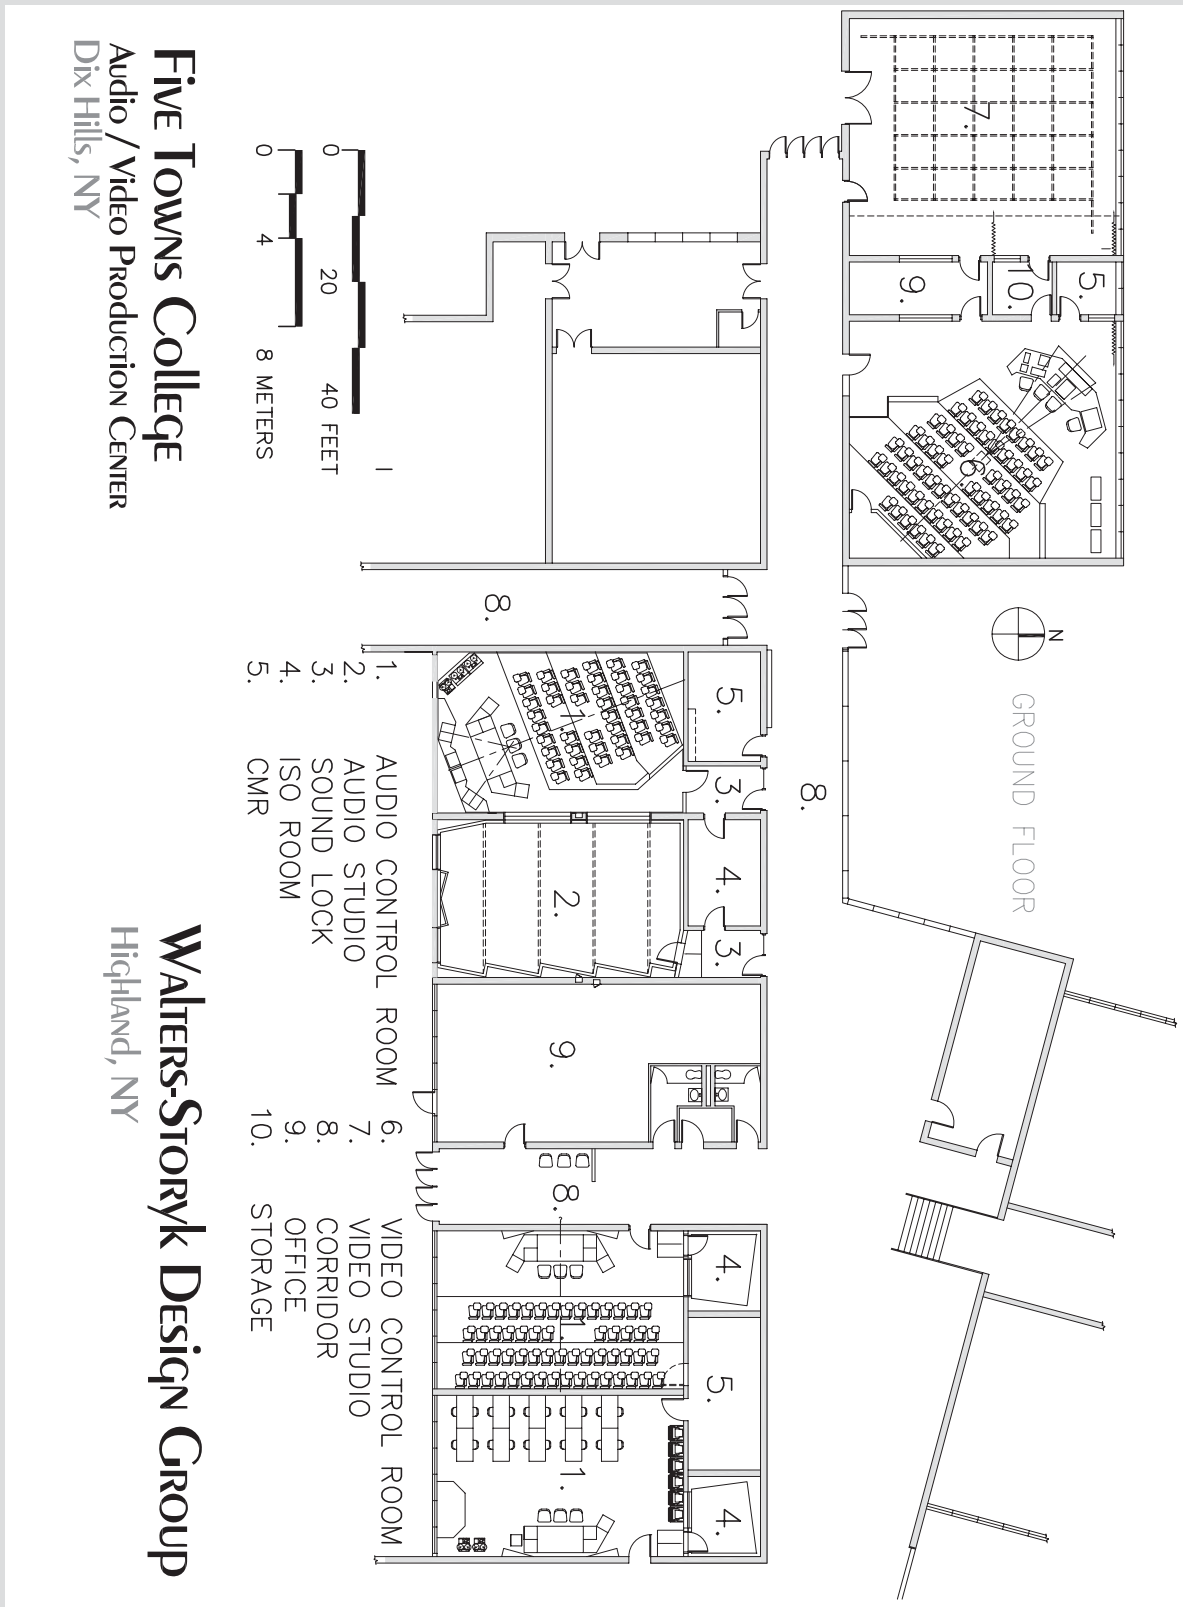 7.
9.
10.
5.
6.
N
GROUND FLOOR
8.
8.
1.
5.
3.
4.
2.
3.
9.
8.
4.
1.
5.
1.
4.
0 20 40 FEET
0 4 8 METERS
1. AUDIO CONTROL ROOM
2. AUDIO STUDIO
3. SOUND LOCK
4. ISO ROOM
5. CMR
6. VIDEO CONTROL ROOM
7. VIDEO STUDIO
8. CORRIDOR
9. OFFICE
10. STORAGE
Five Towns College
Audio / Video Production Center
Dix Hills, NY
Walters-Storyk Design Group
Highland, NY